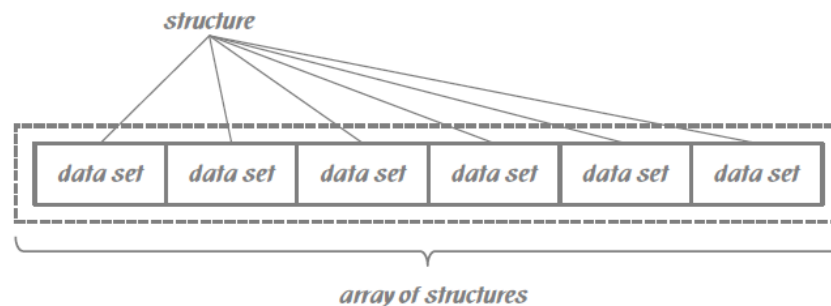 structure
data set data set data set data set data set data set
array of structures